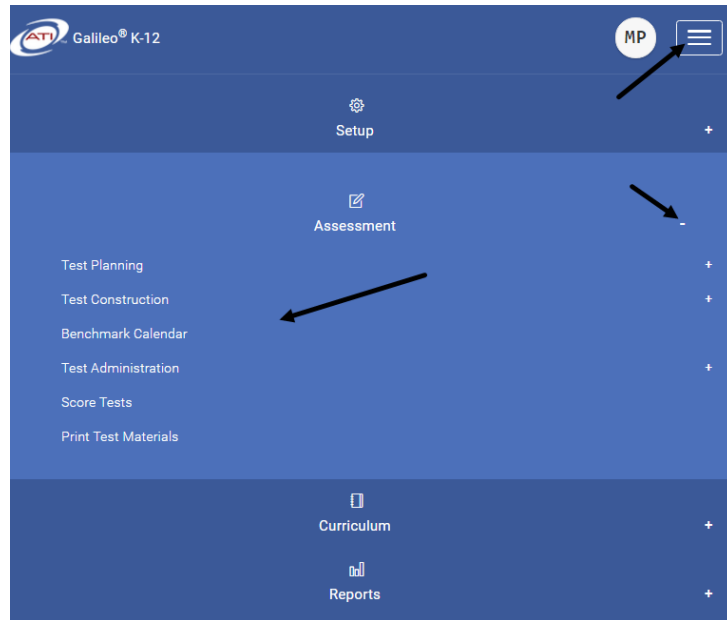 ATI Galileo® K-12
MP
Setup +
Assessment -
Test Planning +
Test Construction +
Benchmark Calendar
Test Administration +
Score Tests
Print Test Materials
Curriculum +
Reports +